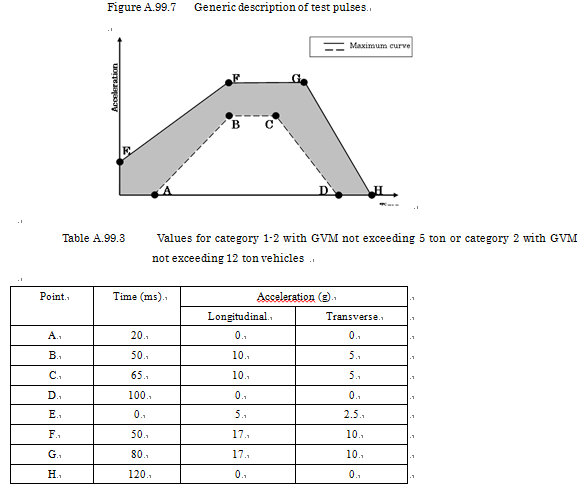 Figure A.99.7 Generic description of test pulses.
Maximum curve
Acceleration
F
G
B
C
E
A
D
H
Table A.99.3 Values for category 1-2 with GVM not exceeding 5 ton or category 2 with GVM
not exceeding 12 ton vehicles
Point Time (ms) Acceleration (g)
Longitudinal Transverse
A 20 0 0
B 50 10 5
C 65 10 5
D 100 0 0
E 0 5 2.5
F 50 17 10
G 80 17 10
H 120 0 0